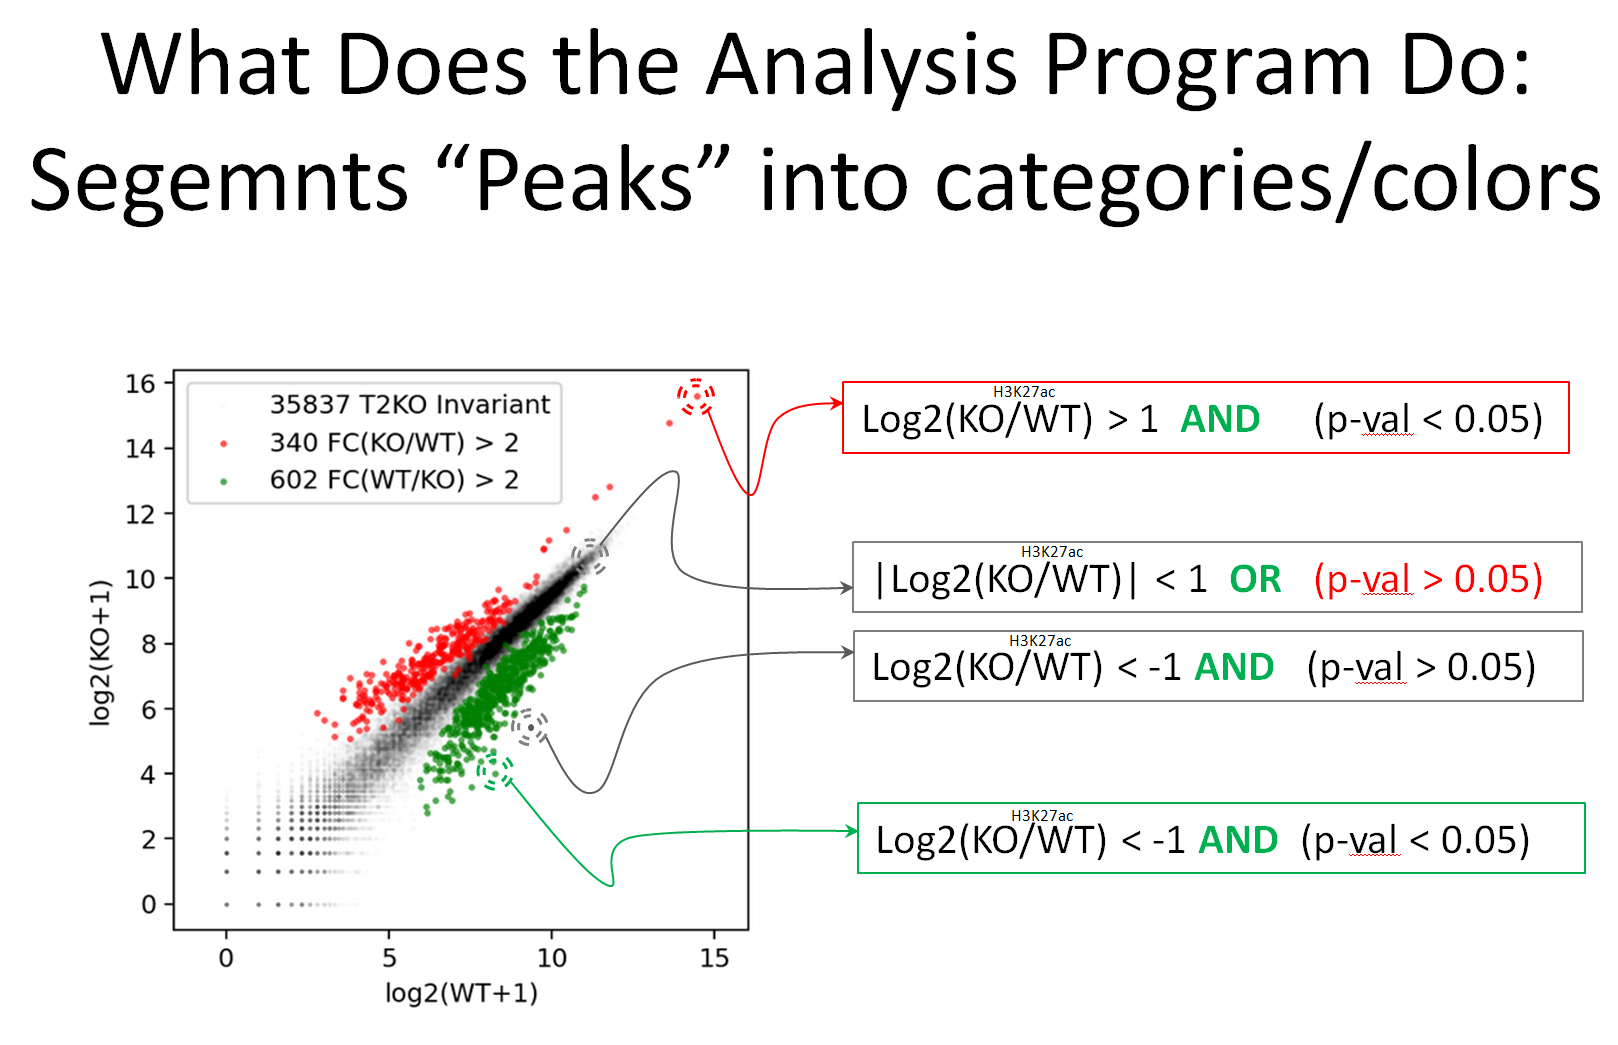 What Does the Analysis Program Do:
Segemnts “Peaks” into categories/colors
35837 T2KO Invariant
340 FC(KO/WT) > 2
602 FC(WT/KO) > 2
16
14
12
10
8
6
4
2
0
log2(KO+1)
0 5 10 15
log2(WT+1)
H3K27ac
Log2(KO/WT) > 1 AND (p-val < 0.05)
H3K27ac
|Log2(KO/WT)| < 1 OR (p-val > 0.05)
H3K27ac
Log2(KO/WT) < -1 AND (p-val > 0.05)
H3K27ac
Log2(KO/WT) < -1 AND (p-val < 0.05)